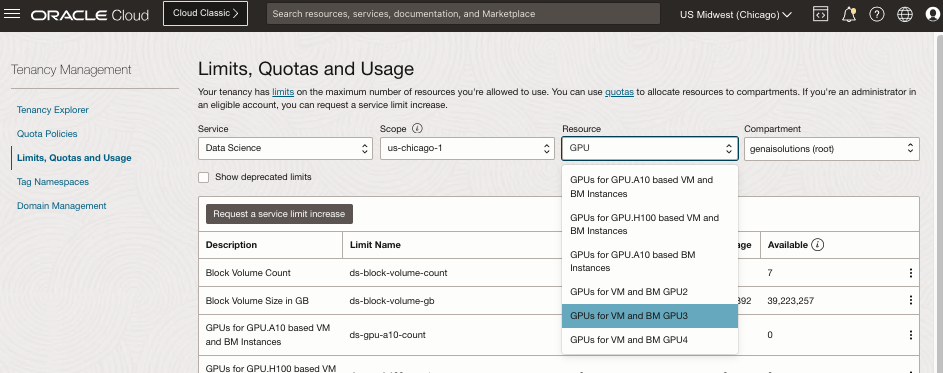 ORACLE Cloud
Cloud Classic >
Search resources, services, documentation, and Marketplace
US Midwest (Chicago)
Tenancy Management
Tenancy Explorer
Quota Policies
Limits, Quotas and Usage
Tag Namespaces
Domain Management
Limits, Quotas and Usage
Your tenancy has limits on the maximum number of resources you're allowed to use. You can use quotas to allocate resources to compartments. If you're an administrator in
an eligible account, you can request a service limit increase.
Service
Data Science
Scope
us-chicago-1
Resource
GPU
Compartment
genaisolutions (root)
Show deprecated limits
GPUs for GPU.A10 based VM and
BM Instances
GPUs for GPU.H100 based VM and
BM Instances
GPUs for GPU.A10 based BM
Instances
GPUs for VM and BM GPU2
GPUs for VM and BM GPU3
GPUs for VM and BM GPU4
Request a service limit increase
Description Limit Name age Available
Block Volume Count ds-block-volume-count 7
Block Volume Size in GB ds-block-volume-gb 392 39,223,257
GPUs for GPU.A10 based VM
and BM Instances
ds-gpu-a10-count 0
GPUs for GPU.H100 based VM